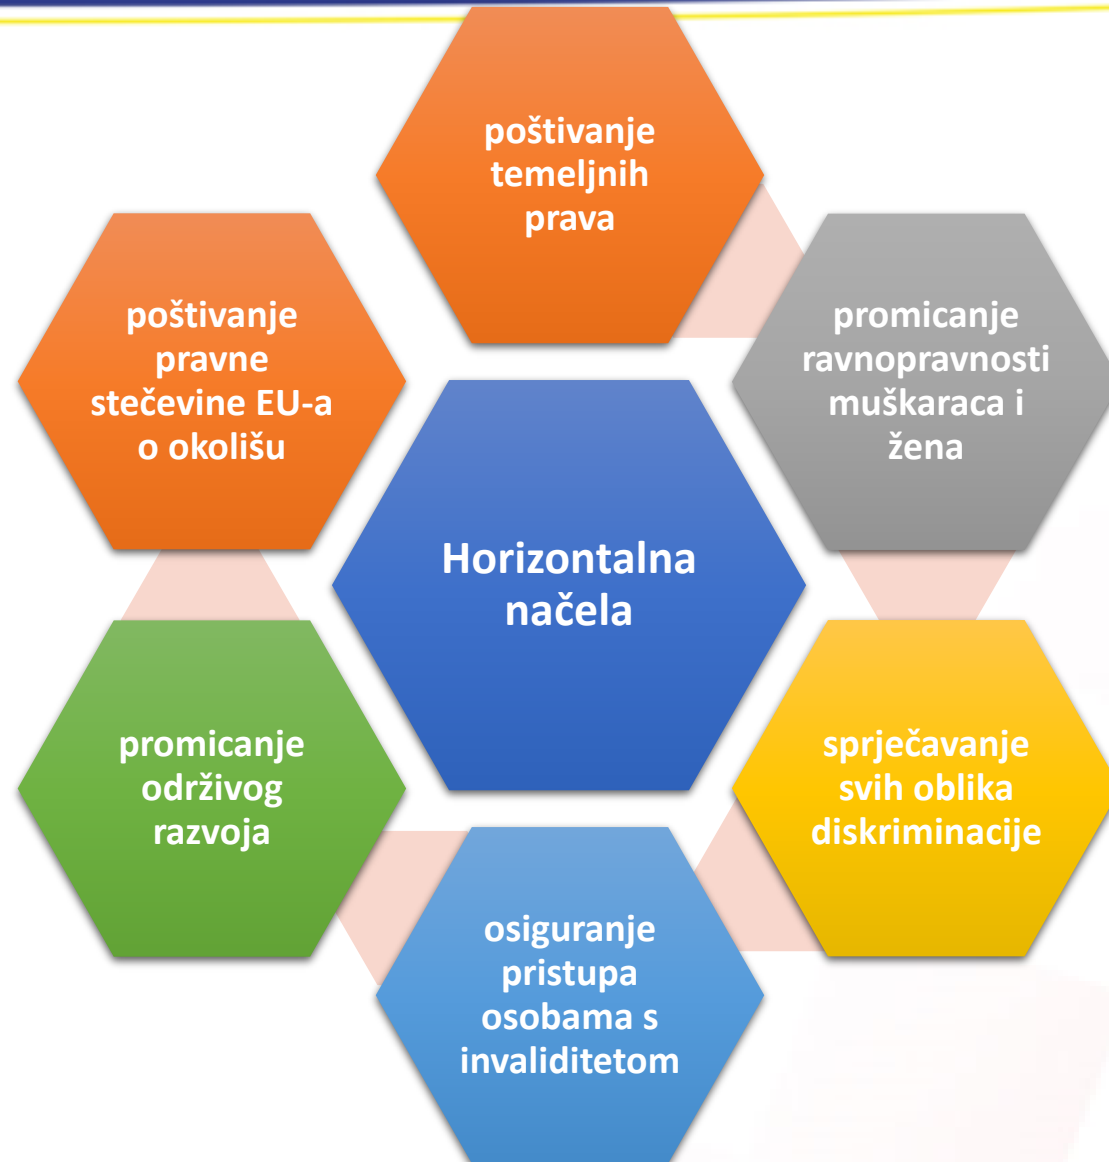 poštivanje
temeljnih
prava
promicanje
ravnopravnosti
muškaraca i
žena
sprječavanje
svih oblika
diskriminacije
osiguranje
pristupa
osobama s
invaliditetom
promicanje
održivog
razvoja
poštivanje
pravne
stečevine EU-a
o okolišu
Horizontalna
načela